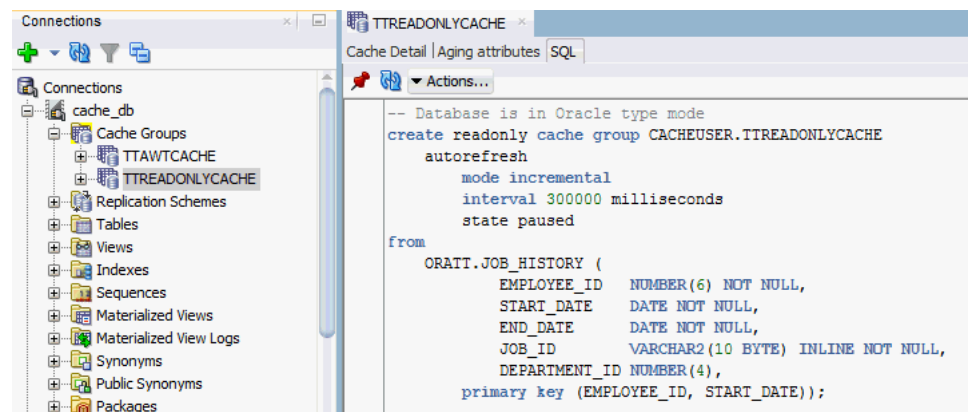 Connections
Connections
cache_db
Cache Groups
TTAWTCACHE
TTREADONLYCACHE
Replication Schemes
Tables
Views
Indexes
Sequences
Materialized Views
Materialized View Logs
Synonyms
Public Synonyms
Packages
TTREADONLYCACHE
Cache Detail | Aging attributes SQL
Actions...
-- Database is in Oracle type mode
create readonly cache group CACHEUSER.TTREADONLYCACHE
autorefresh
mode incremental
interval 300000 milliseconds
state paused
from
ORATT.JOB_HISTORY (
EMPLOYEE_ID NUMBER(6) NOT NULL,
START_DATE DATE NOT NULL,
END_DATE DATE NOT NULL,
JOB_ID VARCHAR2(10 BYTE) INLINE NOT NULL,
DEPARTMENT_ID NUMBER(4),
primary key (EMPLOYEE_ID, START_DATE));